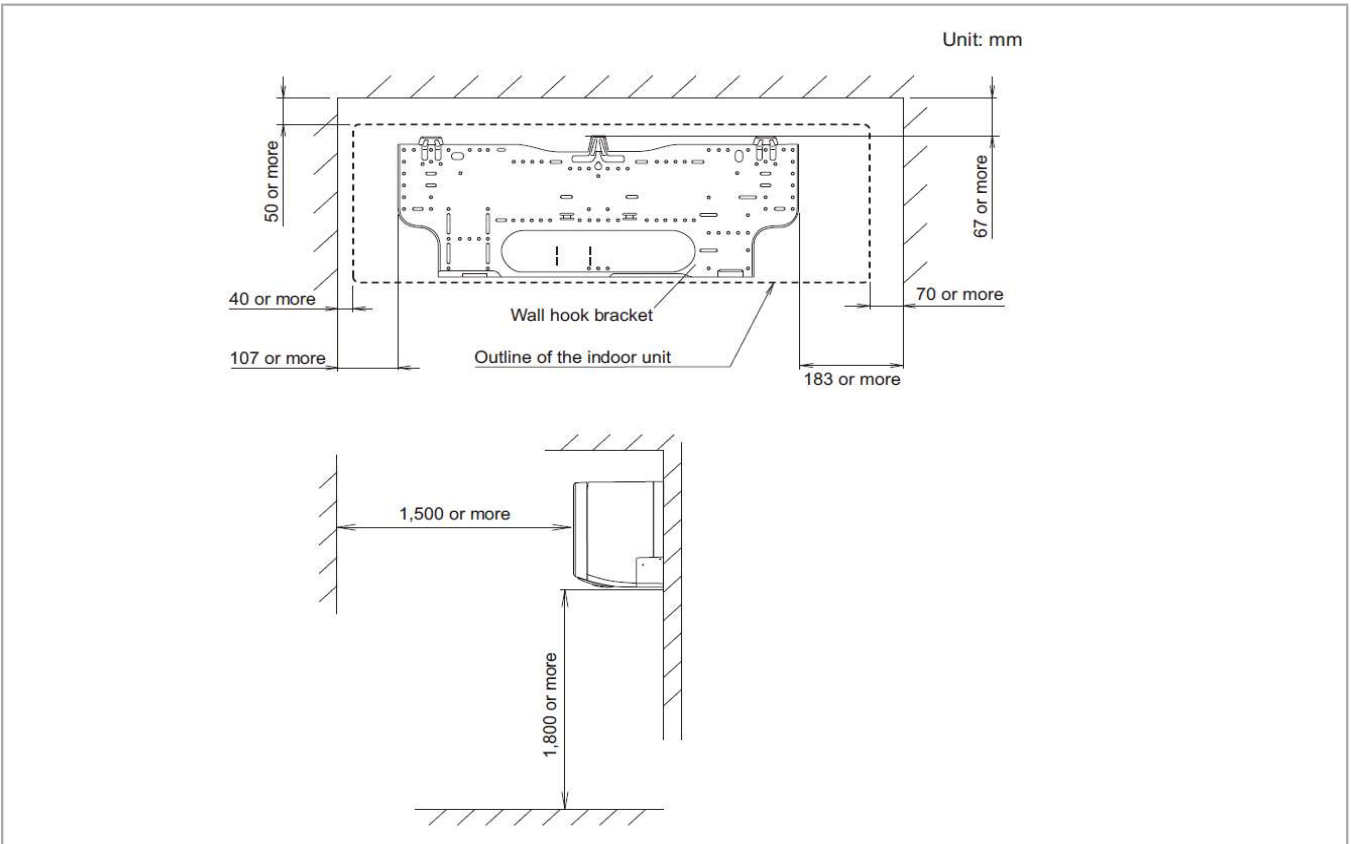 Unit: mm
50 or more
67 or more
40 or more
70 or more
Wall hook bracket
107 or more
Outline of the indoor unit
183 or more
1,500 or more
1,800 or more